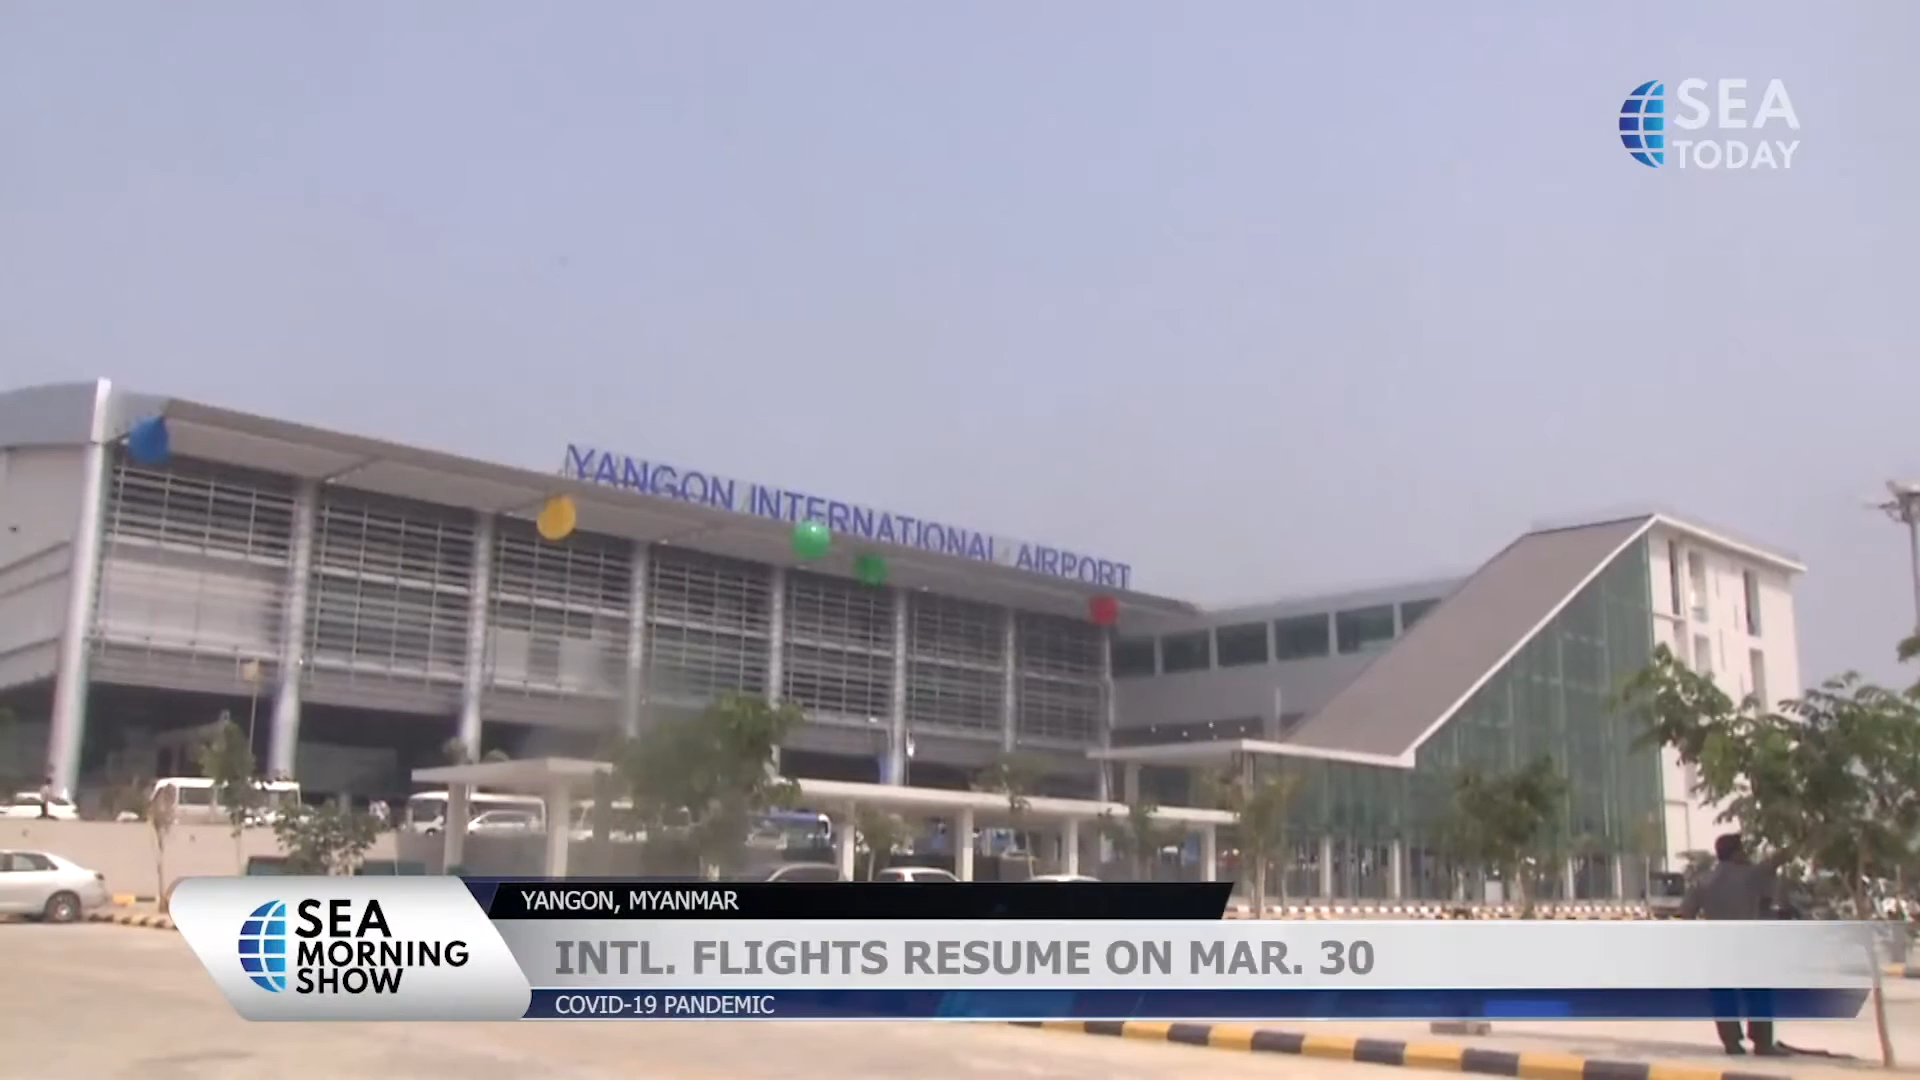 SEA
TODAY
YANGON INTERNATIONAL AIRPORT
SEA
MORNING
SHOW
YANGON, MYANMAR
INTL. FLIGHTS RESUME ON MAR. 30
COVID-19 PANDEMIC